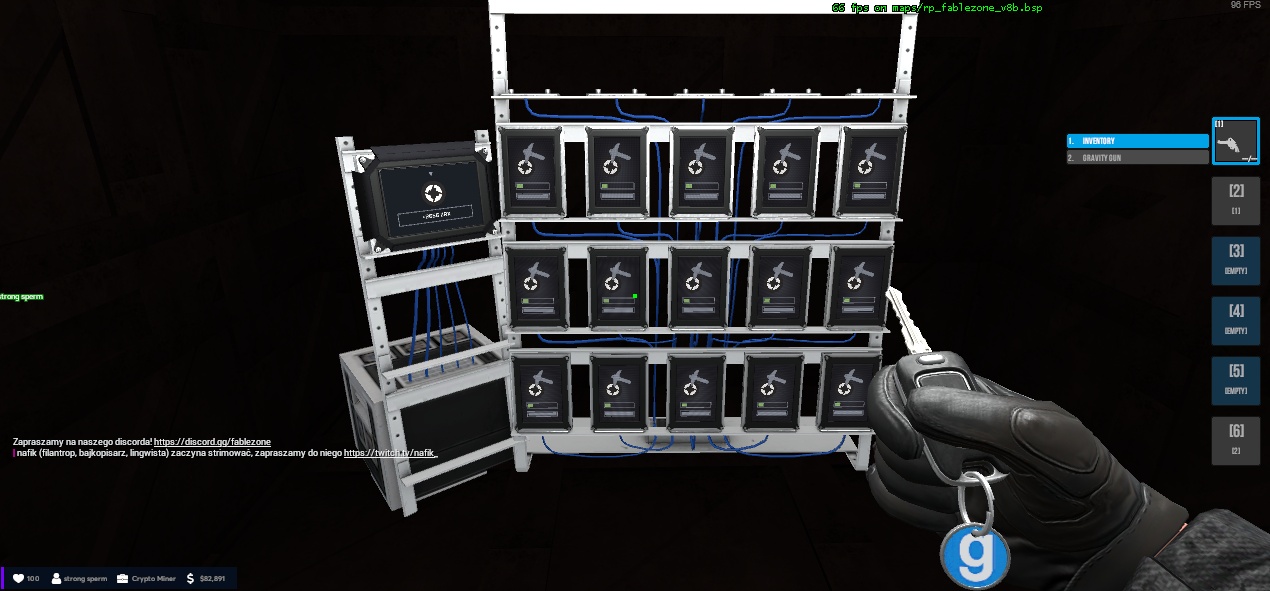 66 fps on maps/rp_fablezone_v8b.bsp
96 FPS
[1]
1. INVENTORY
2. GRAVITY GUN
[2]
[1]
[3]
[EMPTY]
[4]
[EMPTY]
[5]
[EMPTY]
[6]
[2]
strong sperm
Zapraszamy na naszego discorda! https://discord.gg/fablezone
nafik (filantrop, bajkopisarz, lingwista) zaczyna strimować, zapraszamy do niego https://twitch.tv/nafik_
g
100 strong sperm Crypto Miner $ $82,891